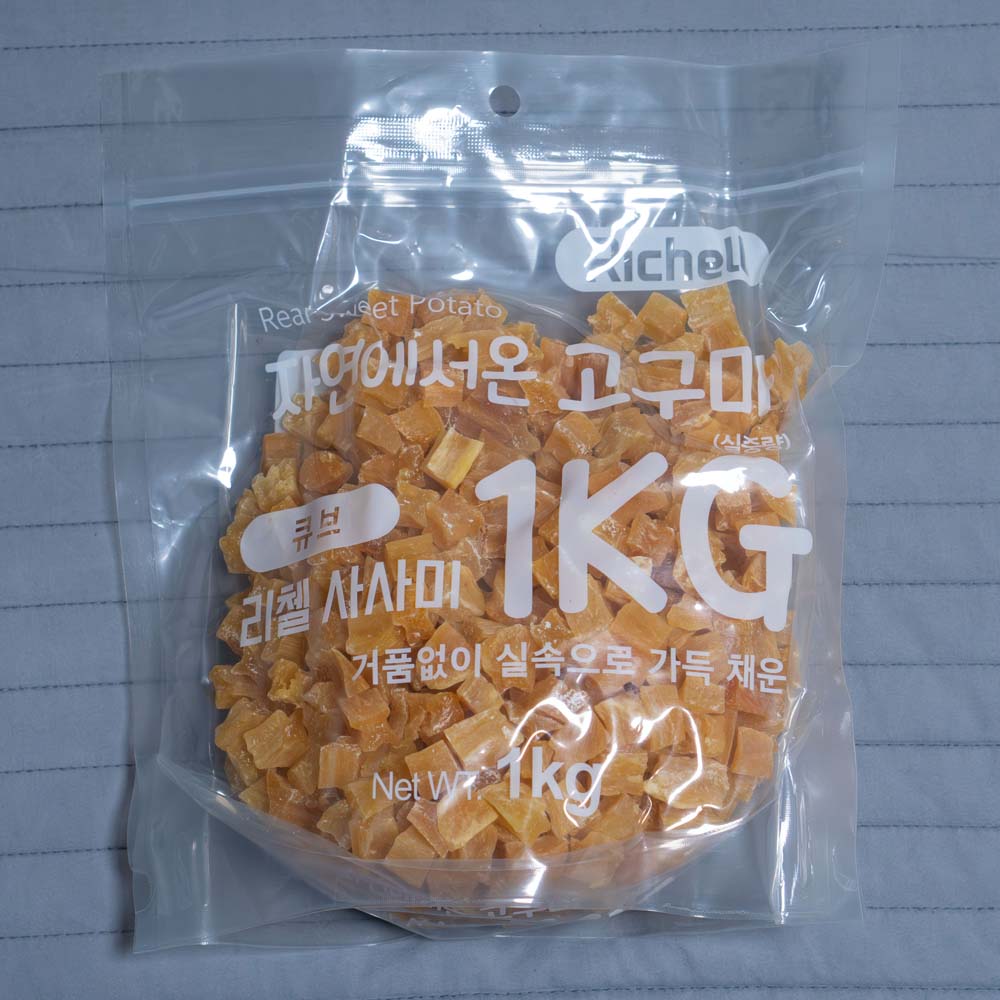 Richell
Real Sweet Potato
자연에서온 고구마
(실중량)
1KG
큐브
리첼 사사미
거품없이 실속으로 가득 채운
Net WT. 1kg